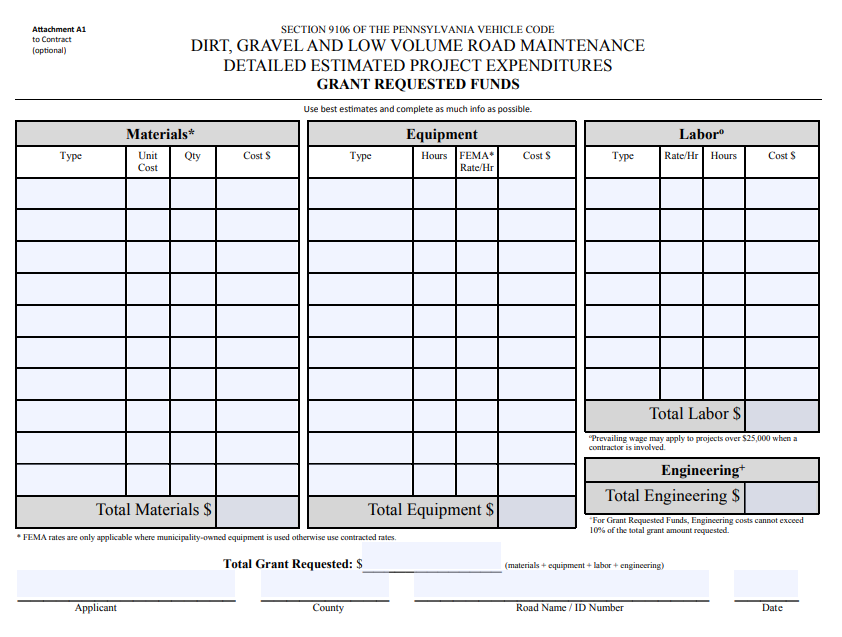 Attachment A1
to Contract
(optional)
SECTION 9106 OF THE PENNSYLVANIA VEHICLE CODE
DIRT, GRAVEL AND LOW VOLUME ROAD MAINTENANCE
DETAILED ESTIMATED PROJECT EXPENDITURES
GRANT REQUESTED FUNDS
Use best estimates and complete as much info as possible.
Materials*
Type Unit Cost Qty Cost $
Total Materials $
Equipment
Type Hours FEMA* Rate/Hr Cost $
Total Equipment $
Laborº
Type Rate/Hr Hours Cost $
Total Labor $
ºPrevailing wage may apply to projects over $25,000 when a
contractor is involved.
Engineering⁺
Total Engineering $
⁺For Grant Requested Funds, Engineering costs cannot exceed
10% of the total grant amount requested.
* FEMA rates are only applicable where municipality-owned equipment is used otherwise use contracted rates.
Total Grant Requested: $ (materials + equipment + labor + engineering)
Applicant County Road Name / ID Number Date